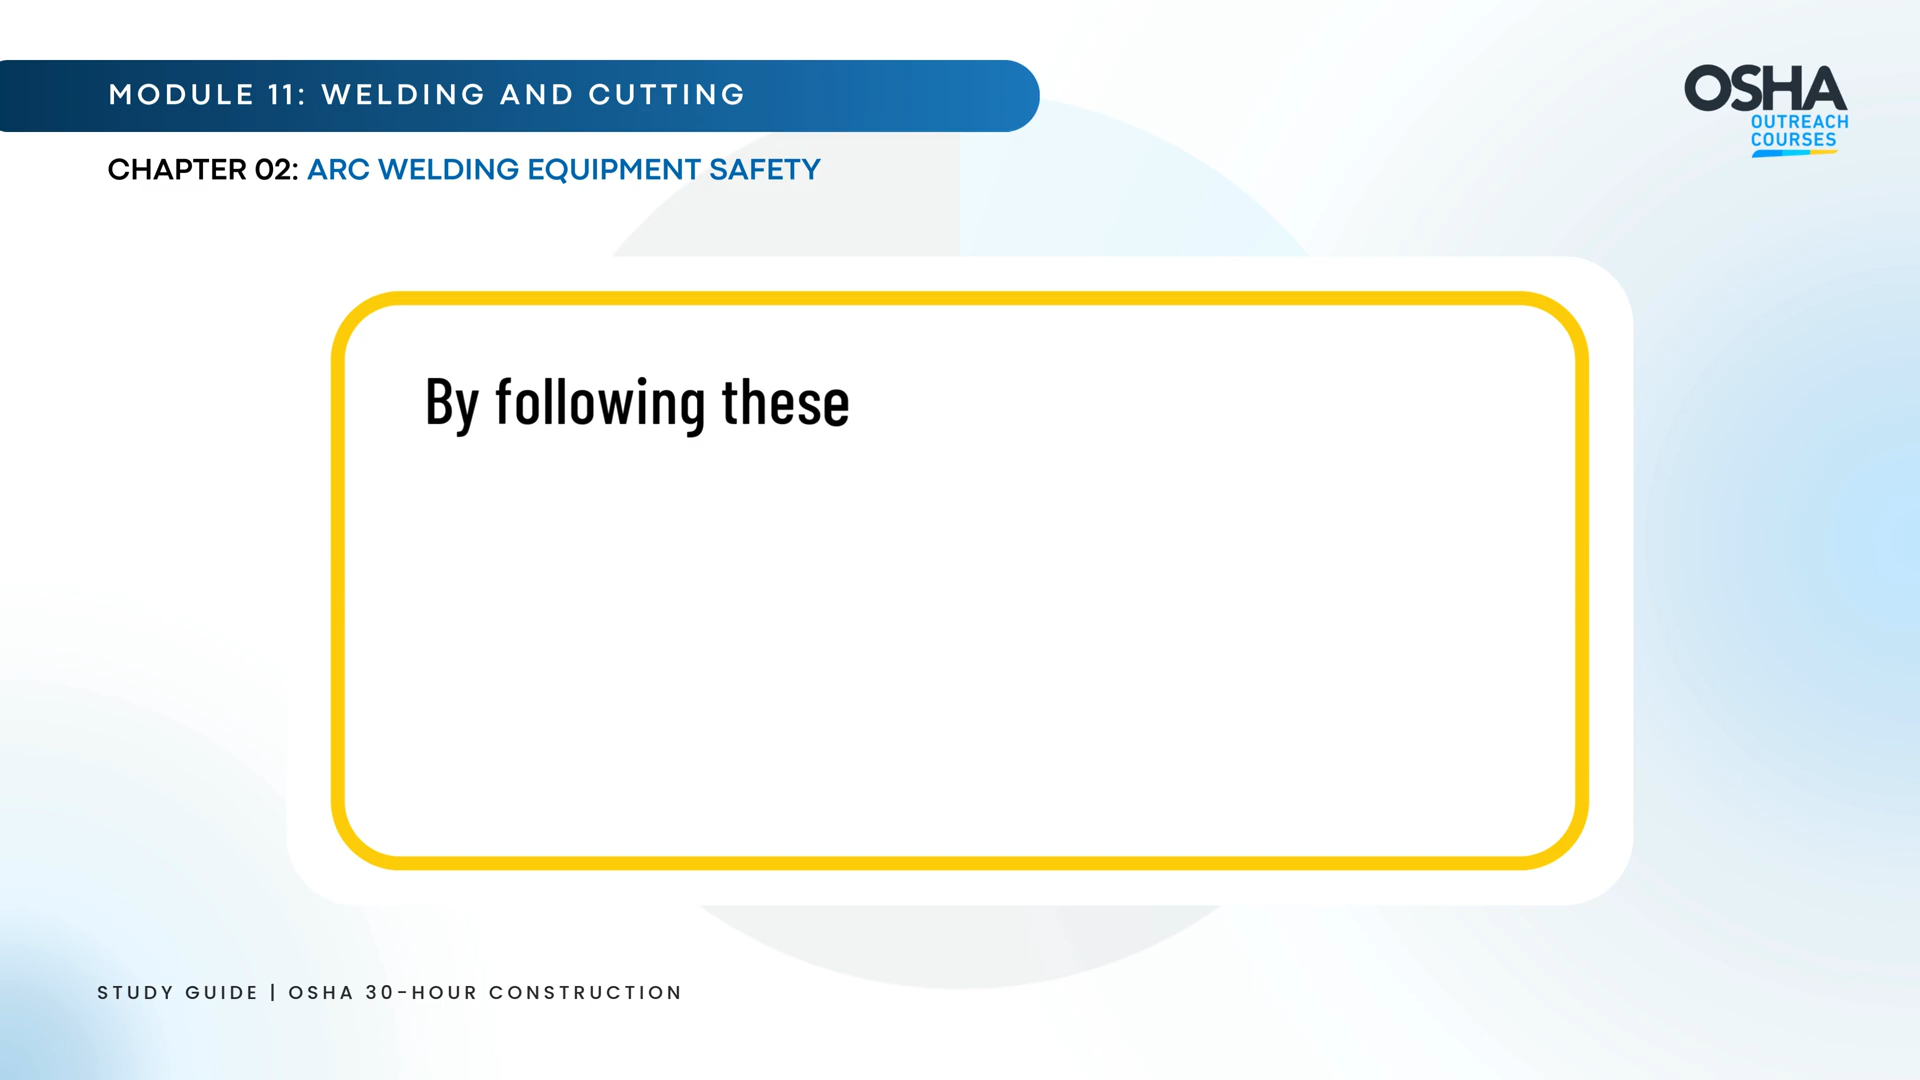 MODULE 11: WELDING AND CUTTING
OSHA
OUTREACH
COURSES
CHAPTER 02: ARC WELDING EQUIPMENT SAFETY
By following these
STUDY GUIDE | OSHA 30-HOUR CONSTRUCTION